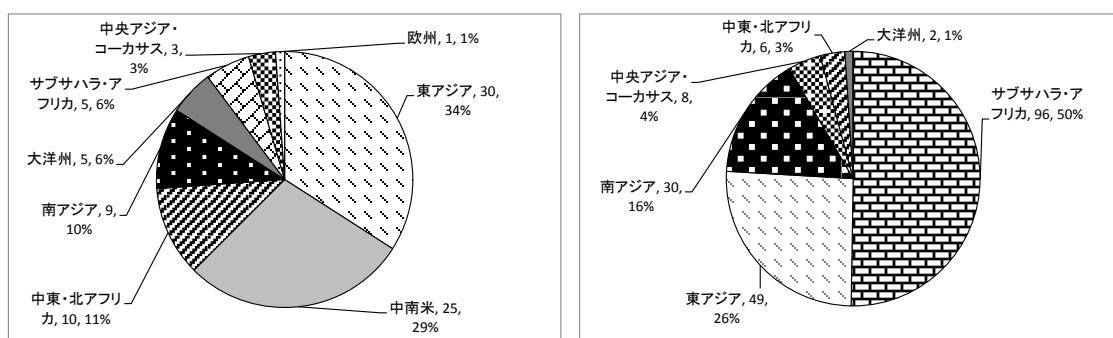 中央アジア・
コーカサス, 3,
3%
欧州, 1, 1%
サブサハラ・ア
フリカ, 5, 6%
東アジア, 30,
34%
大洋州, 5, 6%
南アジア, 9,
10%
中東・北アフリ
カ, 10, 11%
中南米, 25,
29%
中東・北アフリ
カ, 6, 3%
大洋州, 2, 1%
中央アジア・
コーカサス, 8,
4%
サブサハラ・ア
フリカ, 96, 50%
南アジア, 30,
16%
東アジア, 49,
26%